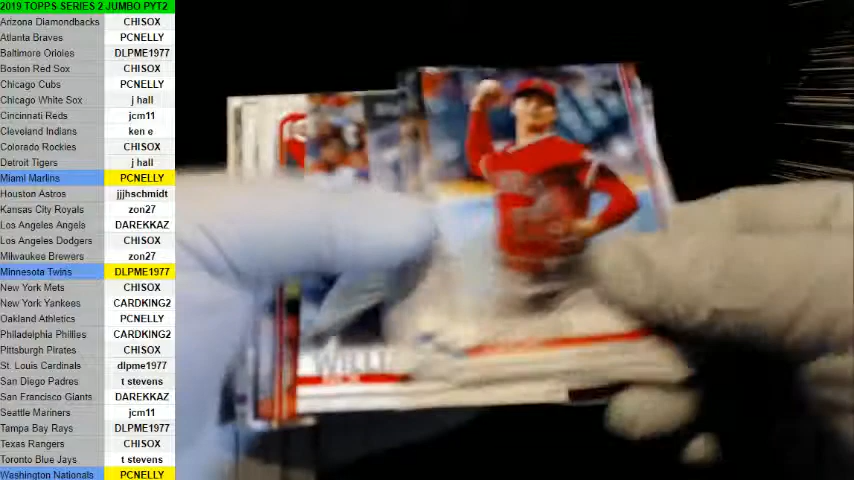 2019 TOPPS SERIES 2 JUMBO PYT2
Arizona Diamondbacks CHISOX
Atlanta Braves PCNELLY
Baltimore Orioles DLPME1977
Boston Red Sox CHISOX
Chicago Cubs PCNELLY
Chicago White Sox j hall
Cincinnati Reds jcm11
Cleveland Indians ken e
Colorado Rockies CHISOX
Detroit Tigers j hall
Miami Marlins PCNELLY
Houston Astros jjjhschmidt
Kansas City Royals zon27
Los Angeles Angels DAREKKAZ
Los Angeles Dodgers CHISOX
Milwaukee Brewers zon27
Minnesota Twins DLPME1977
New York Mets CHISOX
New York Yankees CARDKING2
Oakland Athletics PCNELLY
Philadelphia Phillies CARDKING2
Pittsburgh Pirates CHISOX
St. Louis Cardinals dlpme1977
San Diego Padres t stevens
San Francisco Giants DAREKKAZ
Seattle Mariners jcm11
Tampa Bay Rays DLPME1977
Texas Rangers CHISOX
Toronto Blue Jays t stevens
Washington Nationals PCNELLY